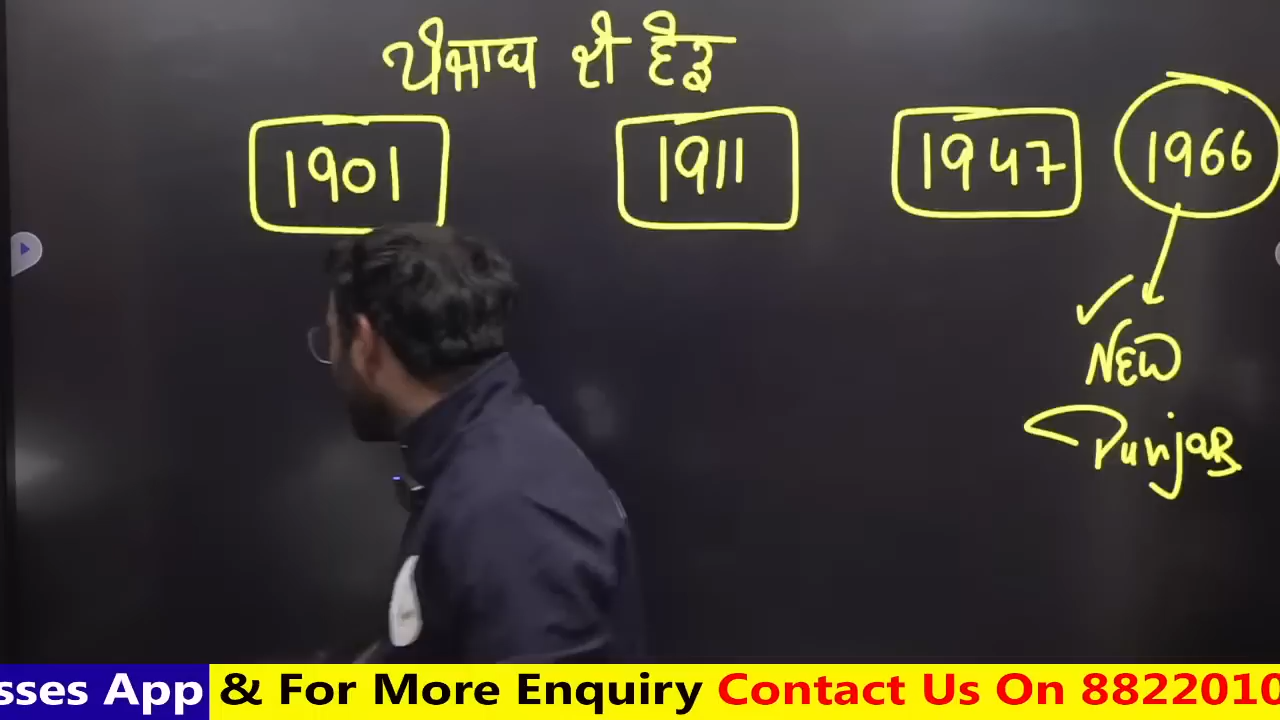 ਪੰਜਾਬ ਦੀ ਵੰਡ
1901 1911 1947 1966
NEW
Punjab
sses App & For More Enquiry Contact Us On 8822010